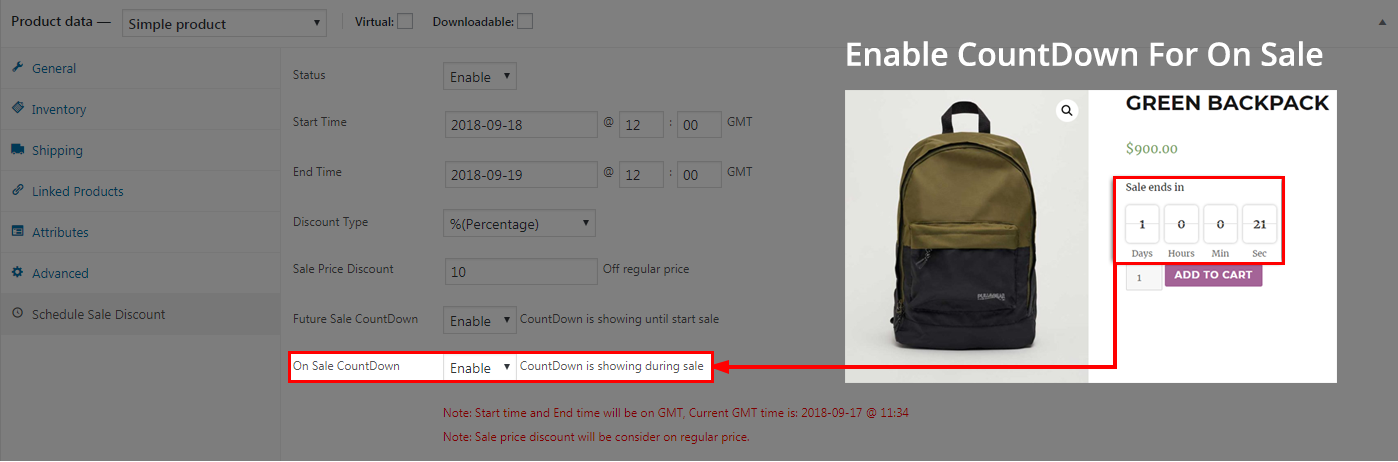 Product data — Simple product Virtual: Downloadable:
General
Inventory
Shipping
Linked Products
Attributes
Advanced
Schedule Sale Discount
Status Enable
Start Time 2018-09-18 @ 12 : 00 GMT
End Time 2018-09-19 @ 12 : 00 GMT
Discount Type %(Percentage)
Sale Price Discount 10 Off regular price
Future Sale CountDown Enable CountDown is showing until start sale
On Sale CountDown Enable CountDown is showing during sale
Note: Start time and End time will be on GMT, Current GMT time is: 2018-09-17 @ 11:34
Note: Sale price discount will be consider on regular price.
Enable CountDown For On Sale
GREEN BACKPACK
$900.00
Sale ends in
1 0 0 21
Days Hours Min Sec
1 ADD TO CART